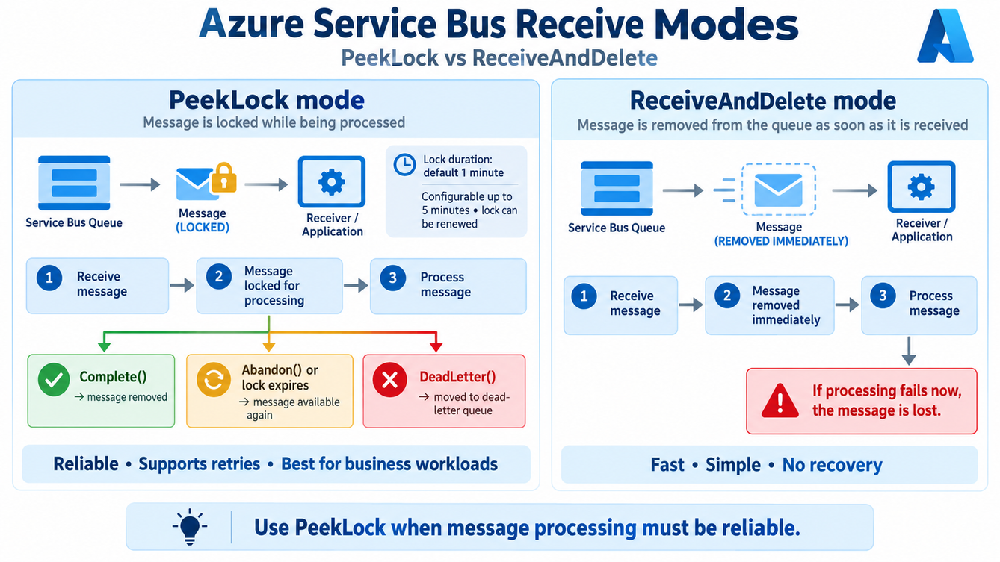 Azure Service Bus Receive Modes
PeekLock vs ReceiveAndDelete
PeekLock mode
Message is locked while being processed
Service Bus Queue
Message
(LOCKED)
Receiver /
Application
Lock duration:
default 1 minute
Configurable up to
5 minutes • lock can
be renewed
1
Receive
message
2
Message
locked for
processing
3
Process
message
Complete()
→ message removed
Abandon() or
lock expires
→ message available
again
DeadLetter()
→ moved to dead-
letter queue
Reliable • Supports retries • Best for business workloads
ReceiveAndDelete mode
Message is removed from the queue as soon as it is received
Service Bus Queue
Message
(REMOVED IMMEDIATELY)
Receiver /
Application
1
Receive
message
2
Message
removed
immediately
3
Process
message
If processing fails now,
the message is lost.
Fast • Simple • No recovery
Use PeekLock when message processing must be reliable.